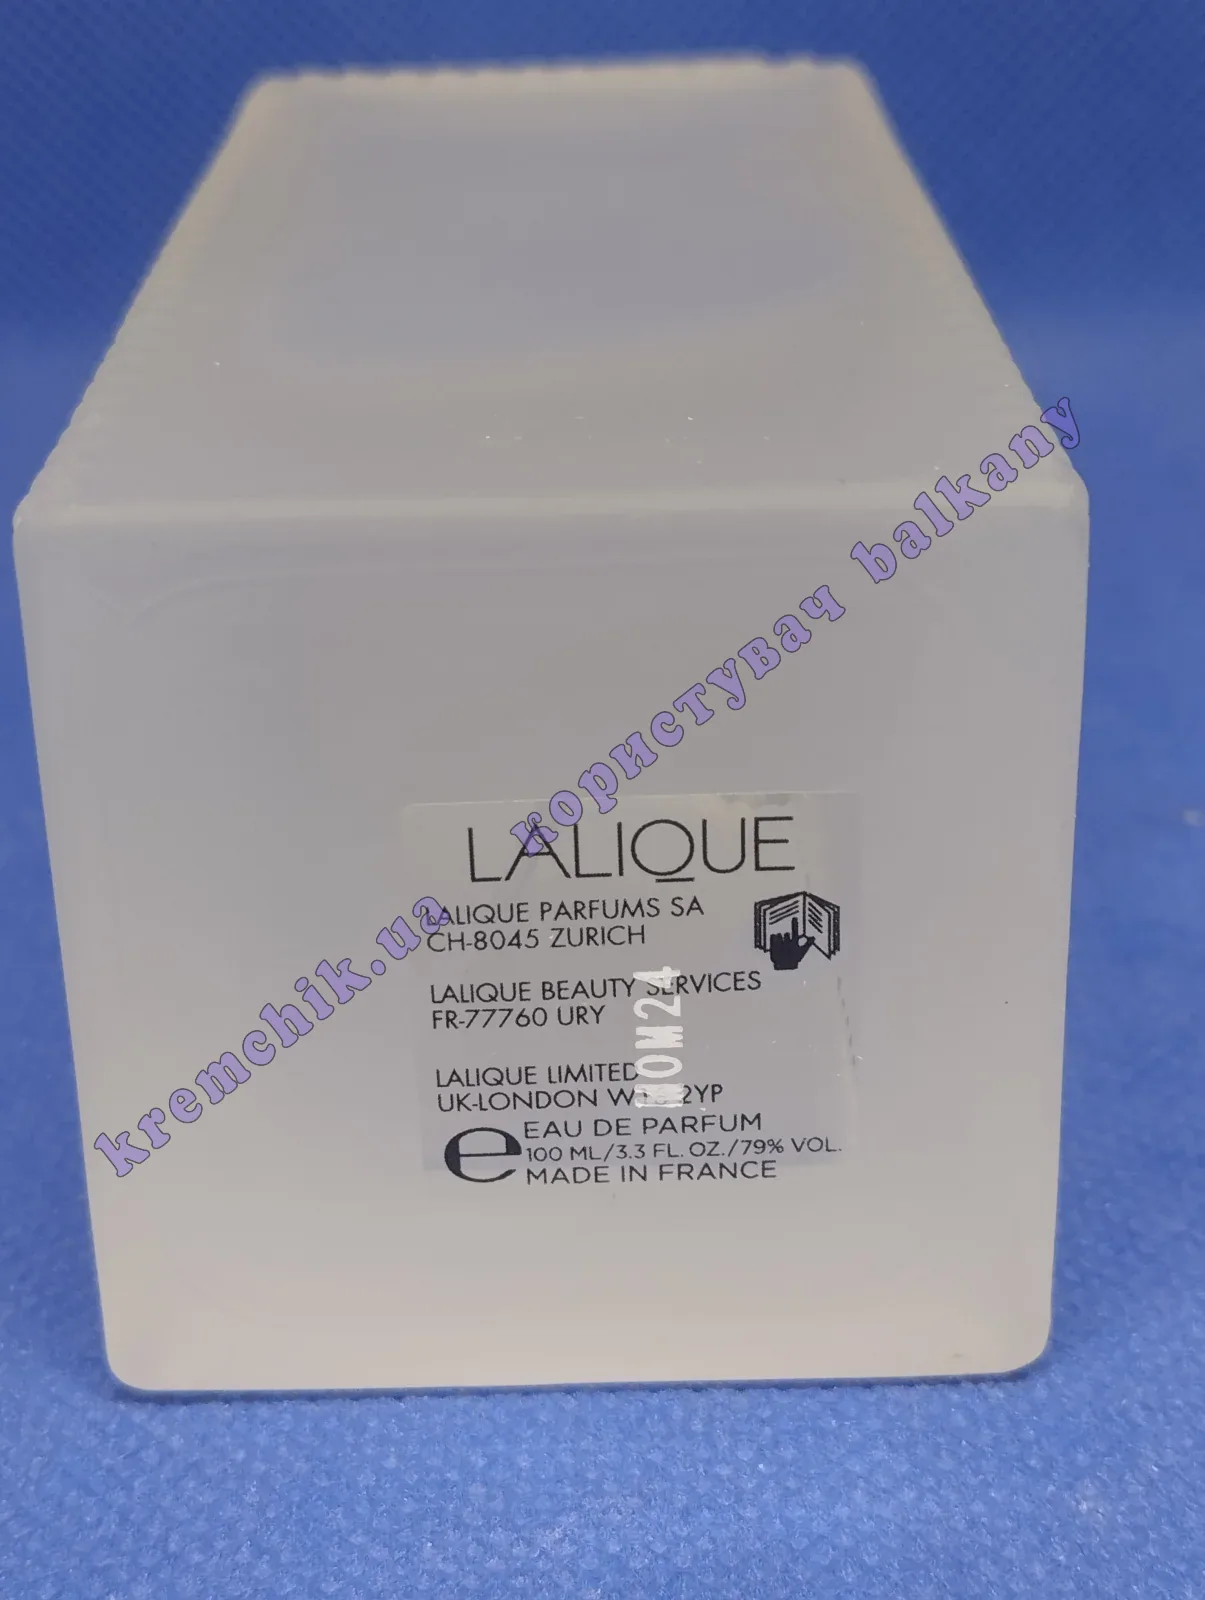 LALIQUE
LALIQUE PARFUMS SA
CH-8045 ZURICH
LALIQUE BEAUTY SERVICES
FR-77760 URY
LALIQUE LIMITED
UK-LONDON 2YP
e EAU DE PARFUM
100 ML/3.3 FL. OZ./79% VOL.
MADE IN FRANCE
kremchik.ua користувач balkany